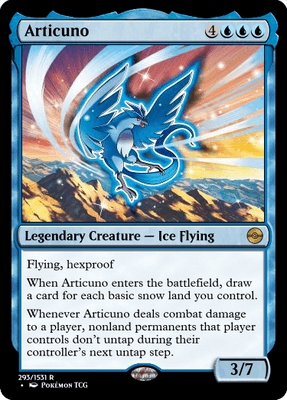 Articuno 4
Legendary Creature — Ice Flying
Flying, hexproof
When Articuno enters the battlefield, draw
a card for each basic snow land you control.
Whenever Articuno deals combat damage
to a player, nonland permanents that player
controls don't untap during their
controller's next untap step.
3/7
293/1531 R
• Pokémon TCG